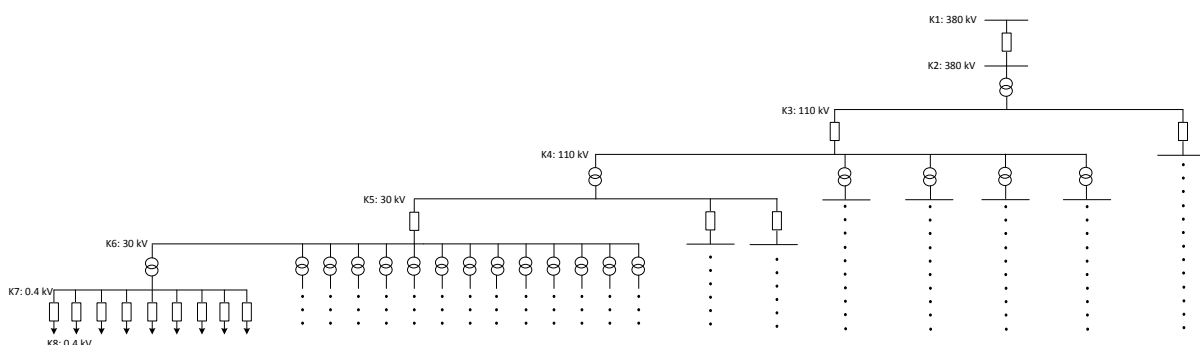 K1: 380 kV
K2: 380 kV
K3: 110 kV
K4: 110 kV
K5: 30 kV
K6: 30 kV
K7: 0.4 kV
K8: 0.4 kV